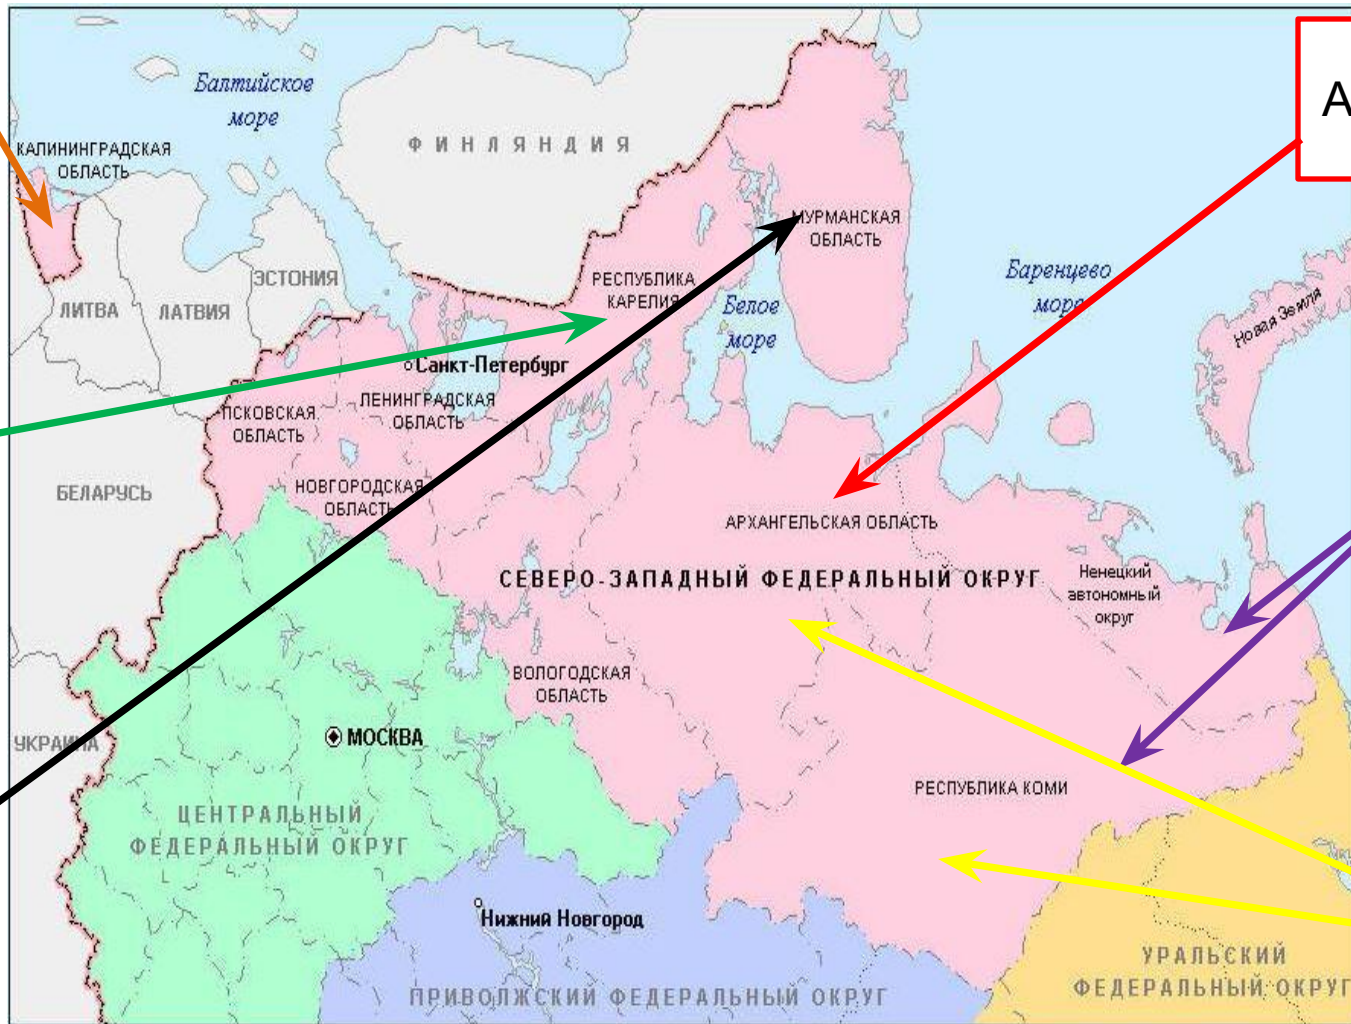 Балтийское
море
КАЛИНИНГРАДСКАЯ
ОБЛАСТЬ
ФИНЛЯНДИЯ
А
МУРМАНСКАЯ
ОБЛАСТЬ
ЛИТВА
ЛАТВИЯ
ЭСТОНИЯ
РЕСПУБЛИКА
КАРЕЛИЯ
Белое
море
Баренцево
море
Новая Земля
Санкт-Петербург
ПСКОВСКАЯ
ОБЛАСТЬ
ЛЕНИНГРАДСКАЯ
ОБЛАСТЬ
БЕЛАРУСЬ
НОВГОРОДСКАЯ
ОБЛАСТЬ
АРХАНГЕЛЬСКАЯ ОБЛАСТЬ
СЕВЕРО-ЗАПАДНЫЙ ФЕДЕРАЛЬНЫЙ ОКРУГ
Ненецкий
автономный
округ
ВОЛОГОДСКАЯ
ОБЛАСТЬ
УКРАИНА
МОСКВА
РЕСПУБЛИКА КОМИ
ЦЕНТРАЛЬНЫЙ
ФЕДЕРАЛЬНЫЙ ОКРУГ
Нижний Новгород
ПРИВОЛЖСКИЙ ФЕДЕРАЛЬНЫЙ ОКРУГ
УРАЛЬСКИЙ
ФЕДЕРАЛЬНЫЙ ОКРУГ